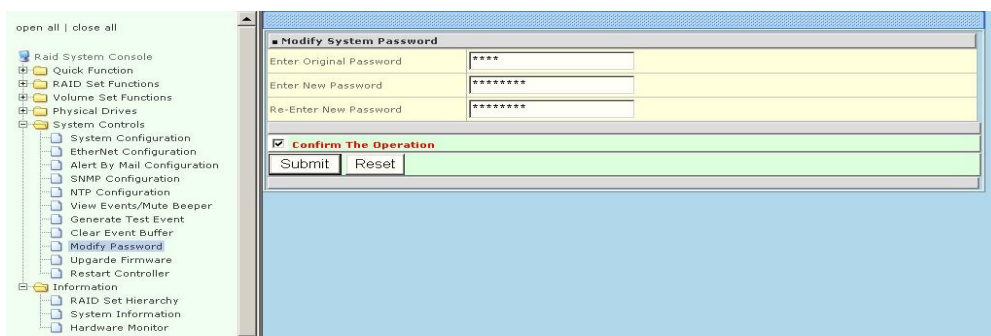 open all | close all
Raid System Console
Quick Function
RAID Set Functions
Volume Set Functions
Physical Drives
System Controls
System Configuration
EtherNet Configuration
Alert By Mail Configuration
SNMP Configuration
NTP Configuration
View Events/Mute Beeper
Generate Test Event
Clear Event Buffer
Modify Password
Upgarde Firmware
Restart Controller
Information
RAID Set Hierarchy
System Information
Hardware Monitor
Modify System Password
Enter Original Password ****
Enter New Password ********
Re-Enter New Password ********
Confirm The Operation
Submit Reset